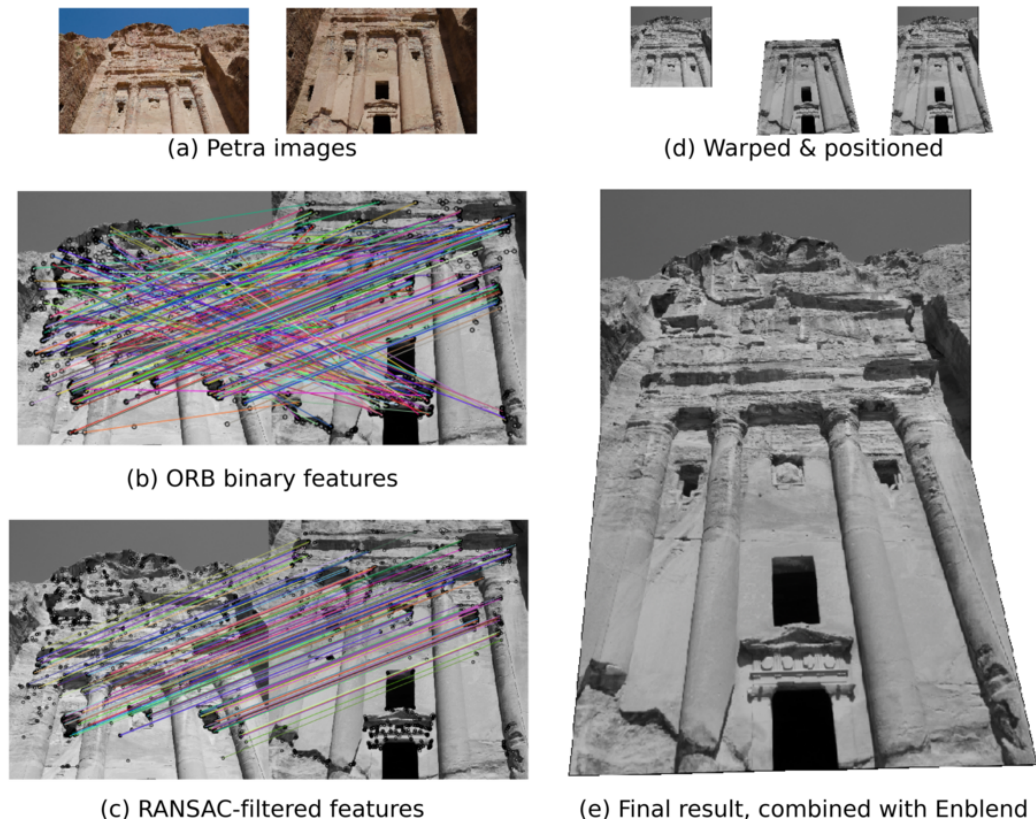 (a) Petra images
(b) ORB binary features
(c) RANSAC-filtered features
(d) Warped & positioned
(e) Final result, combined with Enblend